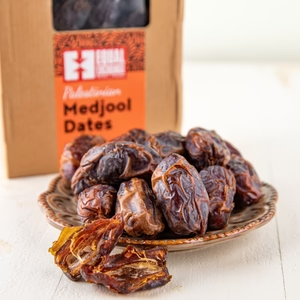 EQUAL
EXCHANGE
Palestinian
Medjool
Dates